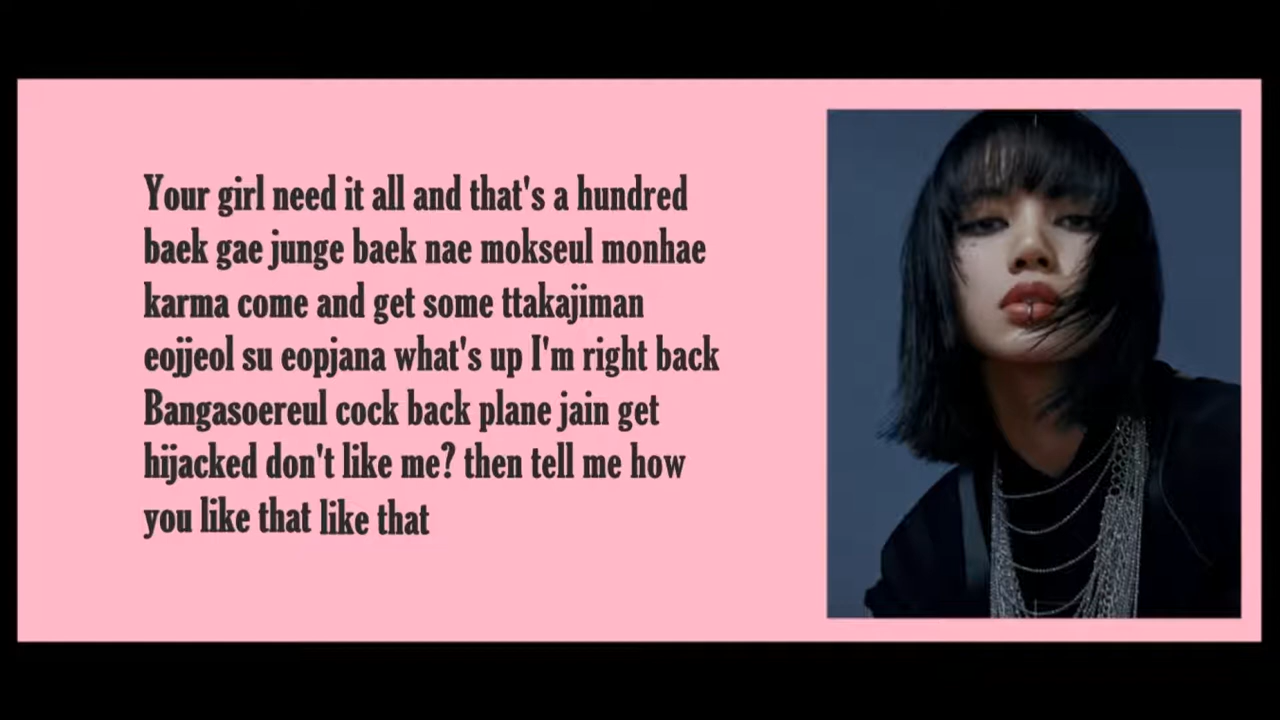 Your girl need it all and that's a hundred
baek gae junge baek nae mokseul monhae
karma come and get some ttakajiman
eojjeol su eopjana what's up I'm right back
Bangasoereul cock back plane jain get
hijacked don't like me? then tell me how
you like that like that